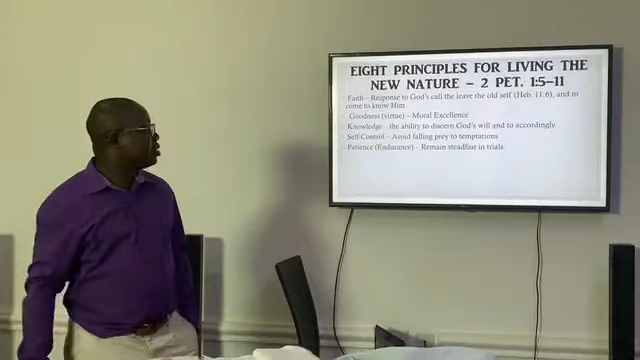 EIGHT PRINCIPLES FOR LIVING THE
NEW NATURE – 2 PET. 1:5–11
Faith – Response to God's call the leave the old self (Heb. 11:6), and to
come to know Him.
Goodness (virtue) – Moral Excellence
Knowledge – the ability to discern God's will and to accordingly
Self-Control – Avoid falling prey to temptations.
Patience (Endurance) – Remain steadfast in trials.